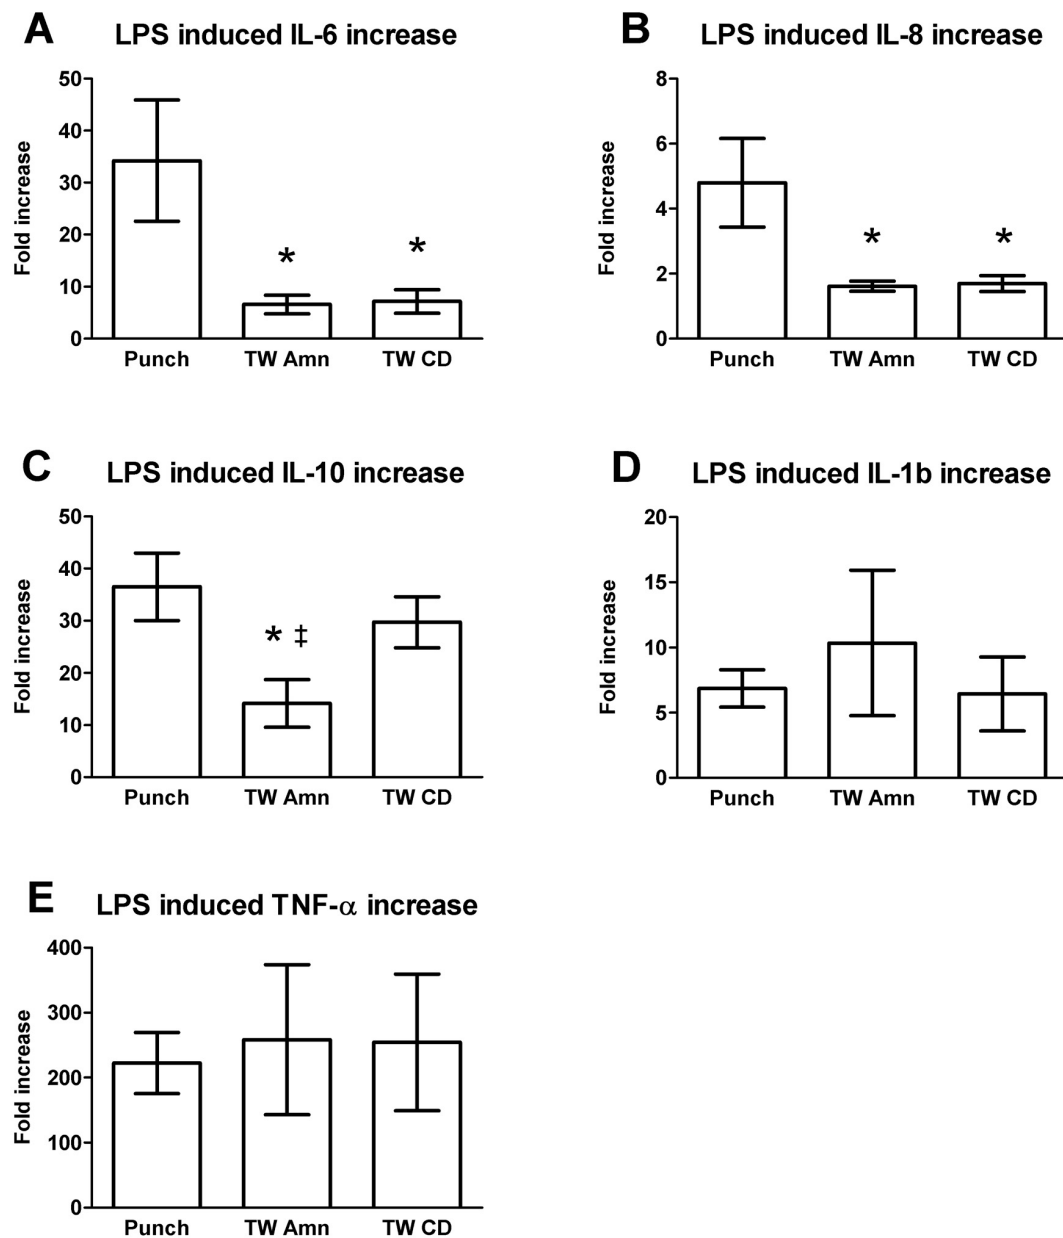 A LPS induced IL-6 increase
Fold increase
50
40
30
20
10
0
*
*
Punch TW Amn TW CD
B LPS induced IL-8 increase
Fold increase
8
6
4
2
0
*
*
Punch TW Amn TW CD
C LPS induced IL-10 increase
Fold increase
50
40
30
20
10
0
* ‡
Punch TW Amn TW CD
D LPS induced IL-1b increase
Fold increase
20
15
10
5
0
Punch TW Amn TW CD
E LPS induced TNF-α increase
Fold increase
400
300
200
100
0
Punch TW Amn TW CD